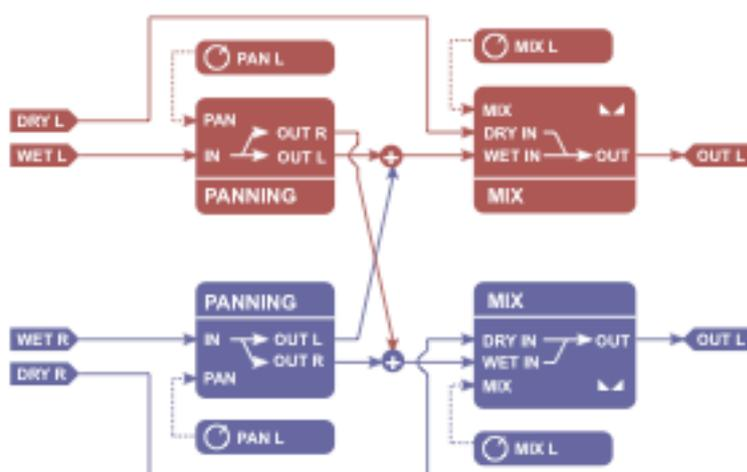 PAN L
MIX L
DRY L
PAN
MIX
OUT R
DRY IN
WET L
IN
OUT L
WET IN
OUT
OUT L
PANNING
MIX
PANNING
MIX
WET R
IN
OUT L
DRY IN
OUT
OUT L
OUT R
WET IN
DRY R
PAN
MIX
PAN L
MIX L